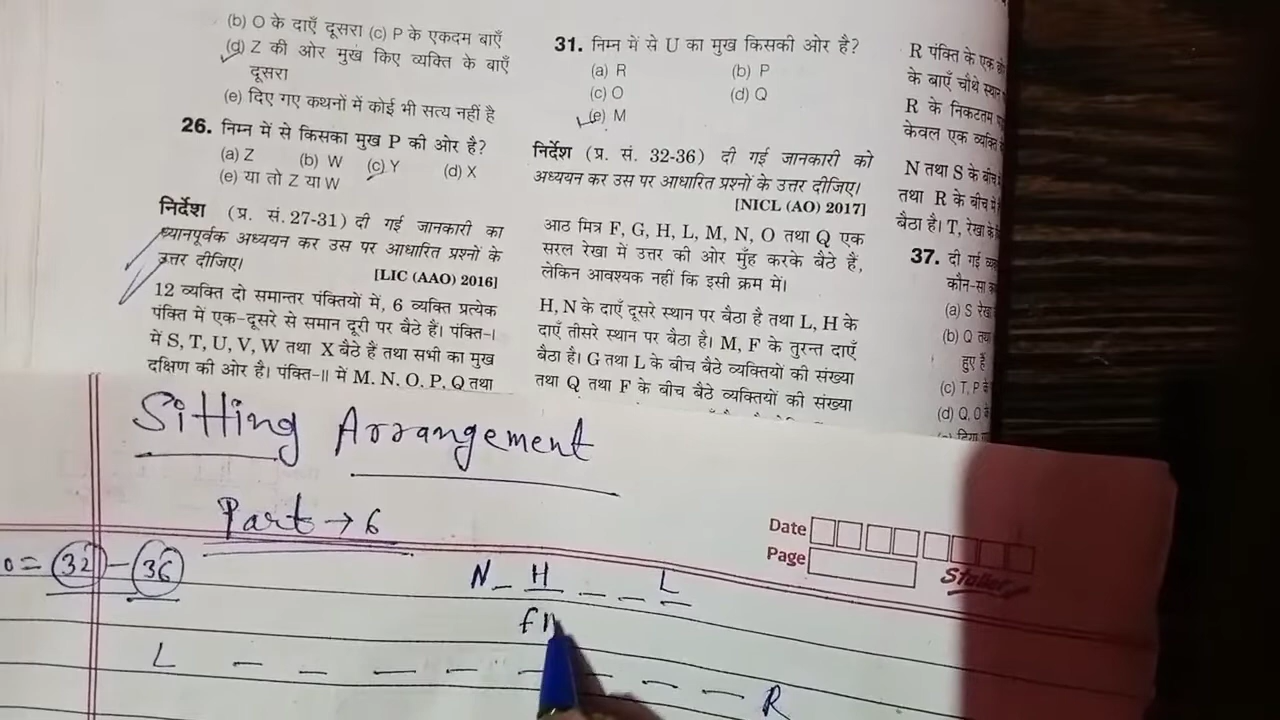 (b) O के दाएँ दूसरा (c) P के एकदम बाएँ
(d) Z की ओर मुख किए व्यक्ति के बाएँ
दूसरा
(e) दिए गए कथनों में कोई भी सत्य नहीं है
26. निम्न में से किसका मुख P की ओर है?
(a) Z (b) W (c) Y (d) X
(e) या तो Z या W
निर्देश (प्र. सं. 27-31) दी गई जानकारी का
ध्यानपूर्वक अध्ययन कर उस पर आधारित प्रश्नों के
उत्तर दीजिए।
[LIC (AAO) 2016]
12 व्यक्ति दो समान्तर पंक्तियों में, 6 व्यक्ति प्रत्येक
पंक्ति में एक-दूसरे से समान दूरी पर बैठे हैं। पंक्ति-I
में S, T, U, V, W तथा X बैठे हैं तथा सभी का मुख
दक्षिण की ओर है। पंक्ति-II में M, N, O, P, Q तथा
31. निम्न में से U का मुख किसकी ओर है?
(a) R (b) P
(c) O (d) Q
(e) M
निर्देश (प्र. सं. 32-36) दी गई जानकारी को
अध्ययन कर उस पर आधारित प्रश्नों के उत्तर दीजिए।
[NICL (AO) 2017]
आठ मित्र F, G, H, L, M, N, O तथा Q एक
सरल रेखा में उत्तर की ओर मुँह करके बैठे हैं,
लेकिन आवश्यक नहीं कि इसी क्रम में।
H, N के दाएँ दूसरे स्थान पर बैठा है तथा L, H के
दाएँ तीसरे स्थान पर बैठा है। M, F के तुरन्त दाएँ
बैठा है। G तथा L के बीच बैठे व्यक्तियों की संख्या
तथा Q तथा F के बीच बैठे व्यक्तियों की संख्या
R पंक्ति के एक
के बाएँ चौथे स्थान
R के निकटतम
केवल एक व्यक्ति
N तथा S के बीच
तथा R के बीच में
बैठा है। T, रेखा के
37. दी गई
कौन-सा
(a) S रेखा
(b) Q तथा
हुए हैं
(c) T, P के
(d) Q, O के
Sitting Arrangement
Part → 6
Date
Page
Staller
o = 32 – 36
N _ H _ _ L
F
L _ _ _ _ _ _ _ _ R